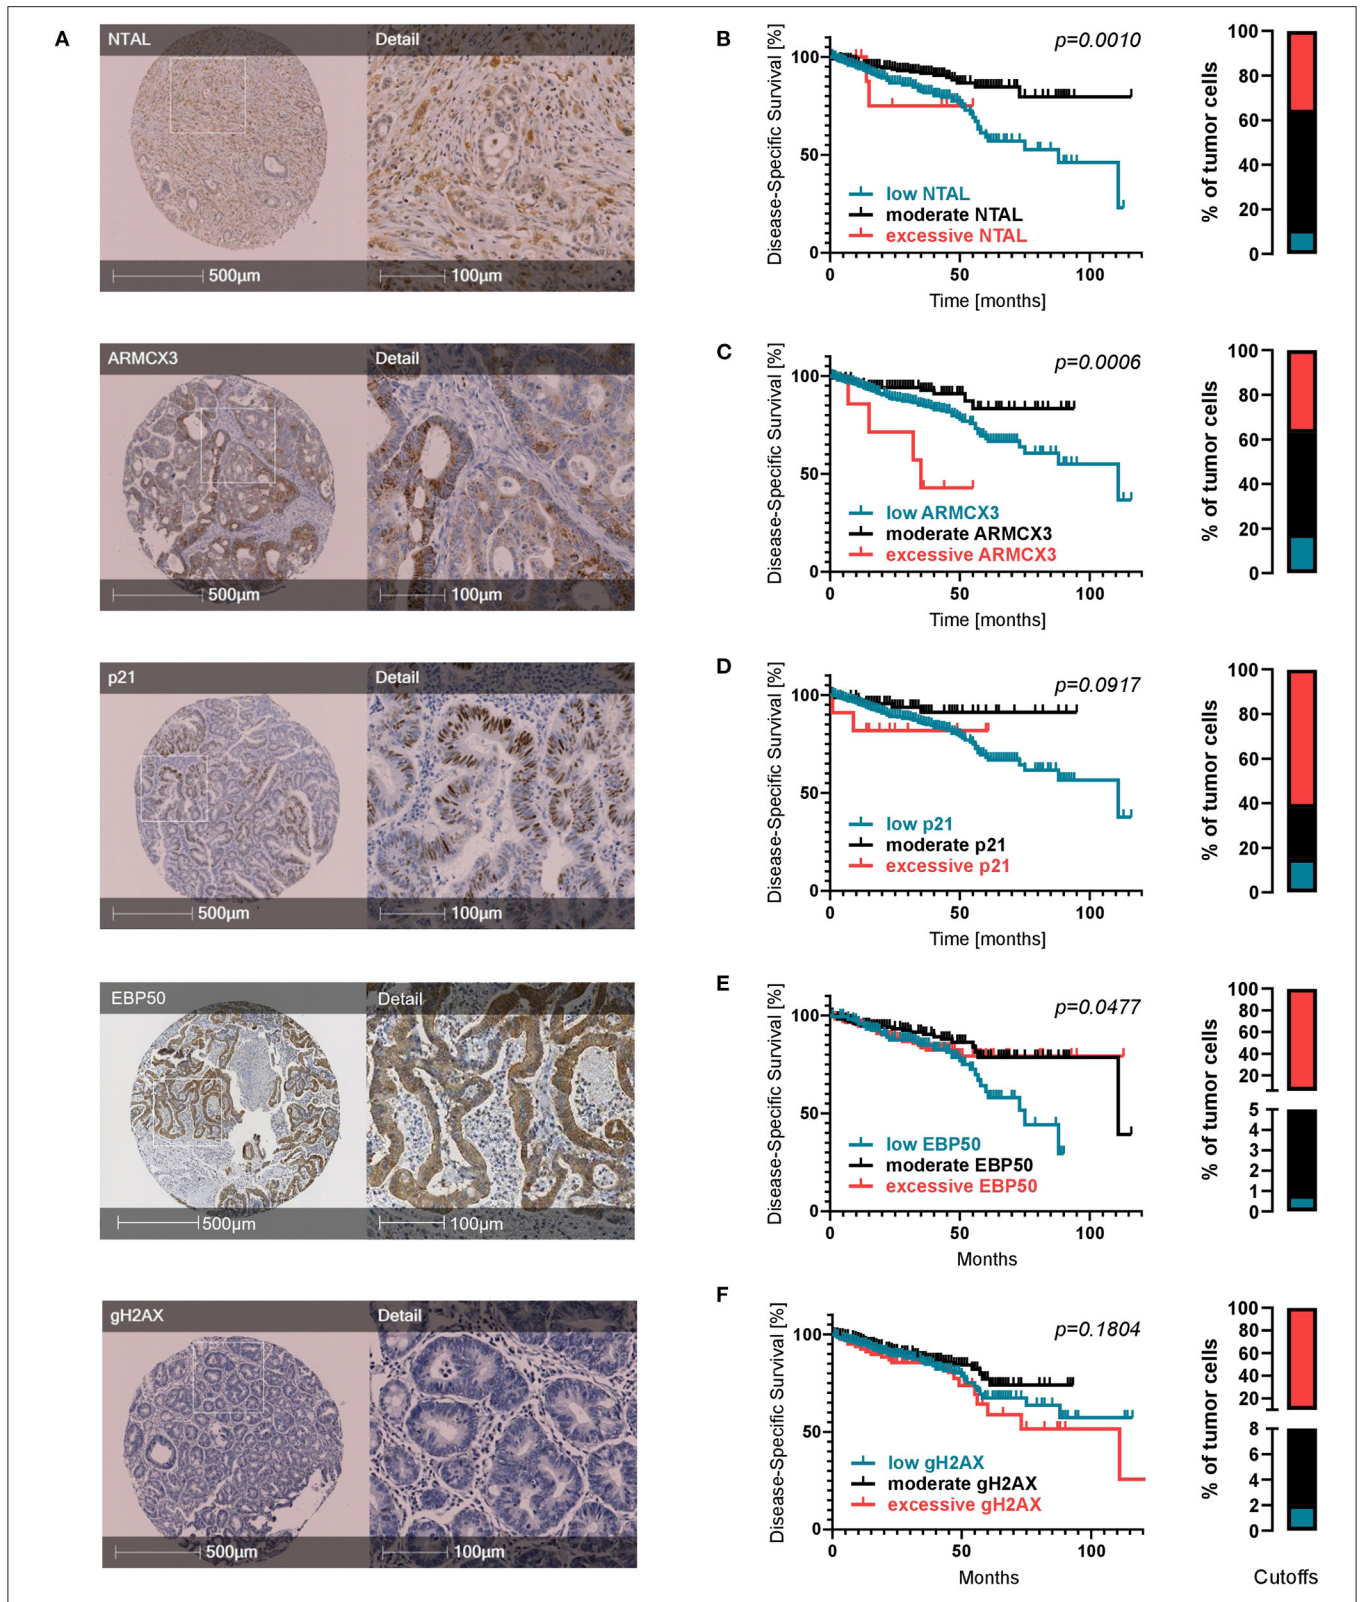 A
NTAL
Detail
500µm
100µm
B
Disease-Specific Survival [%]
p=0.0010
100
50
0
low NTAL
moderate NTAL
excessive NTAL
0
50
100
Time [months]
% of tumor cells
100
80
60
40
20
0
ARMCX3
Detail
500µm
100µm
C
Disease-Specific Survival [%]
p=0.0006
100
50
0
low ARMCX3
moderate ARMCX3
excessive ARMCX3
0
50
100
Time [months]
% of tumor cells
100
80
60
40
20
0
p21
Detail
500µm
100µm
D
Disease-Specific Survival [%]
p=0.0917
100
50
0
low p21
moderate p21
excessive p21
0
50
100
Time [months]
% of tumor cells
100
80
60
40
20
0
EBP50
Detail
500µm
100µm
E
Disease-Specific Survival [%]
p=0.0477
100
50
0
low EBP50
moderate EBP50
excessive EBP50
0
50
100
Months
% of tumor cells
100
80
60
40
20
5
4
3
2
1
0
gH2AX
Detail
500µm
100µm
F
Disease-Specific Survival [%]
p=0.1804
100
50
0
low gH2AX
moderate gH2AX
excessive gH2AX
0
50
100
Months
% of tumor cells
100
80
60
40
20
8
6
4
2
0
Cutoffs